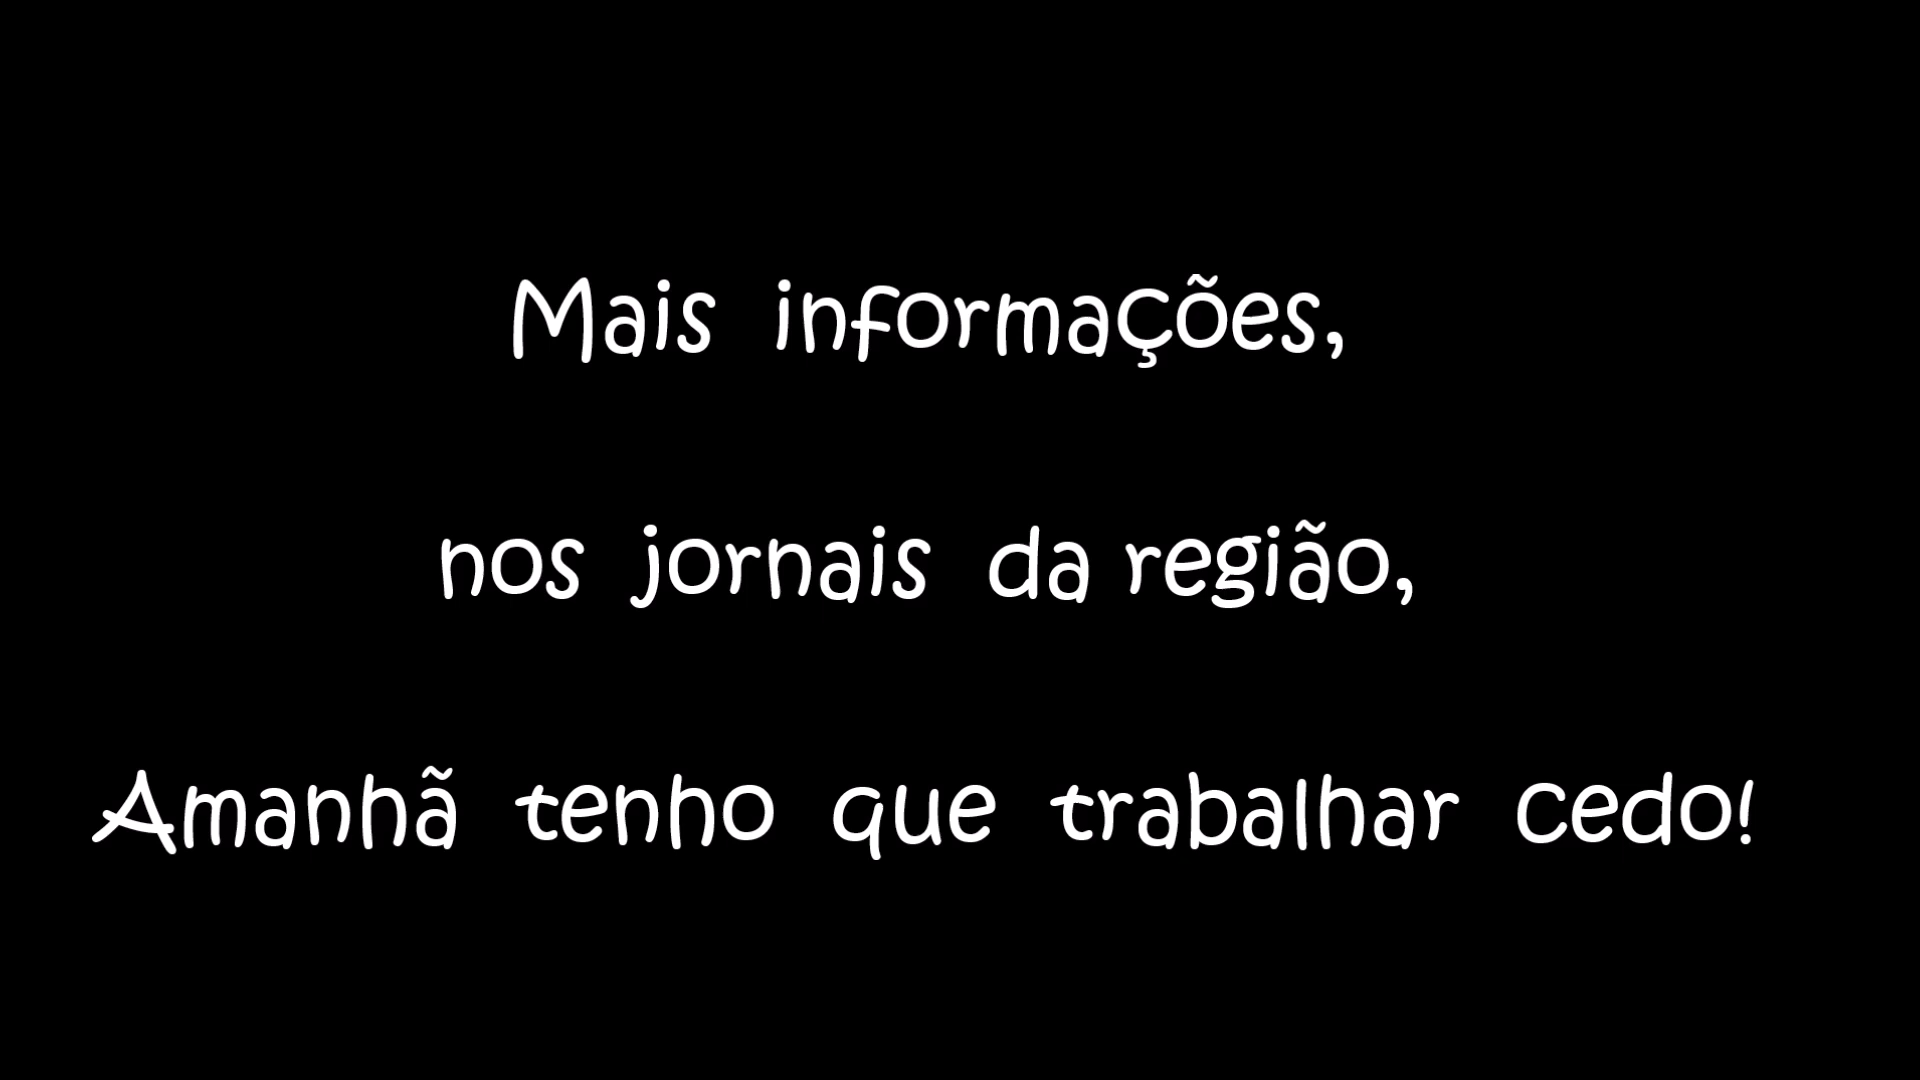 Mais informações,
nos jornais da região,
Amanhã tenho que trabalhar cedo!